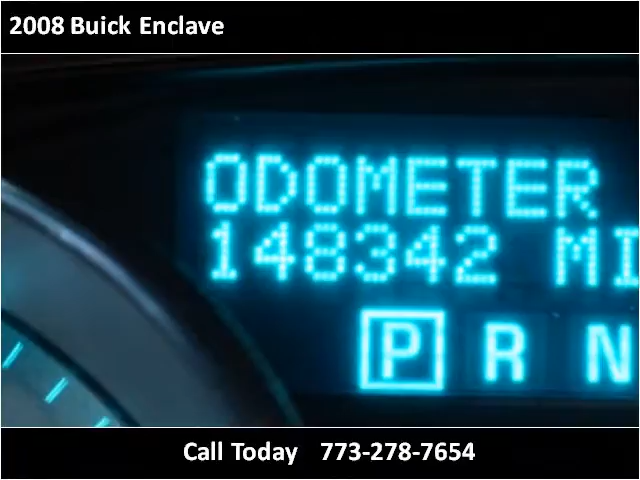 2008 Buick Enclave
ODOMETER
148342 MI
P R N
Call Today 773-278-7654